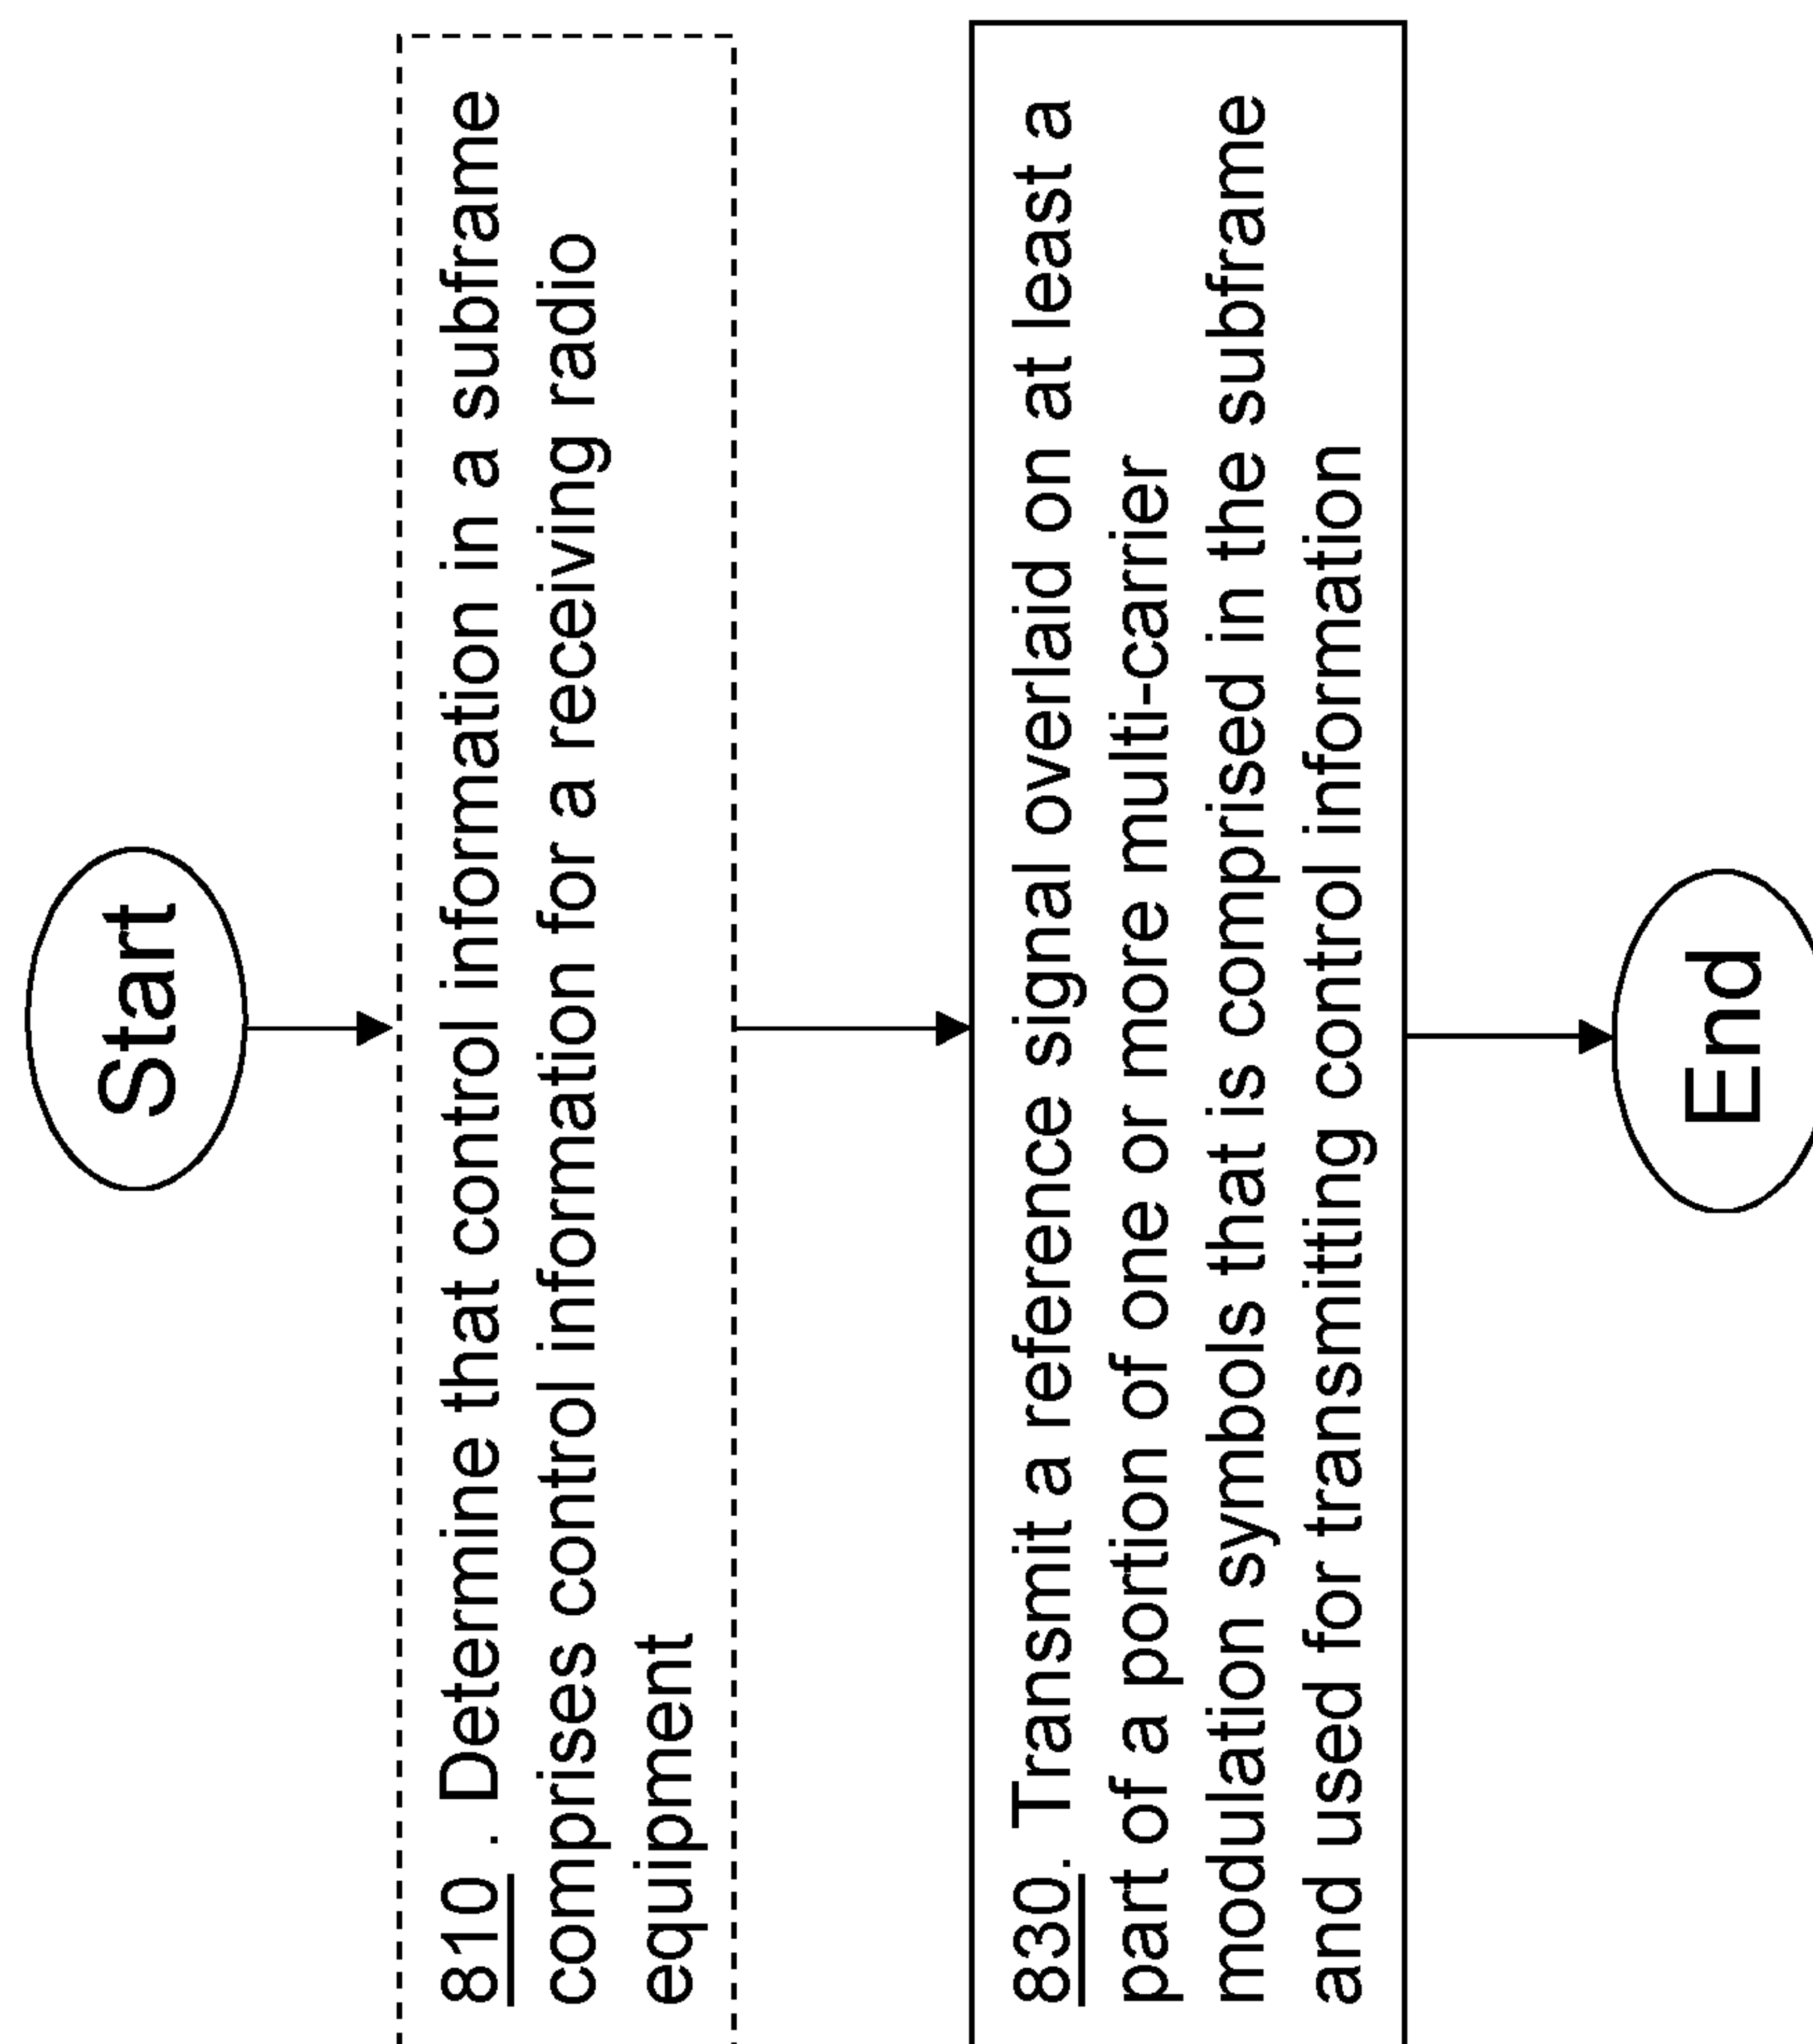 Start
810 . Determine that control information in a subframe
comprises control information for a receiving radio
equipment
830. Transmit a reference signal overlaid on at least a
part of a portion of one or more multi-carrier
modulation symbols that is comprised in the subframe
and used for transmitting control information
End